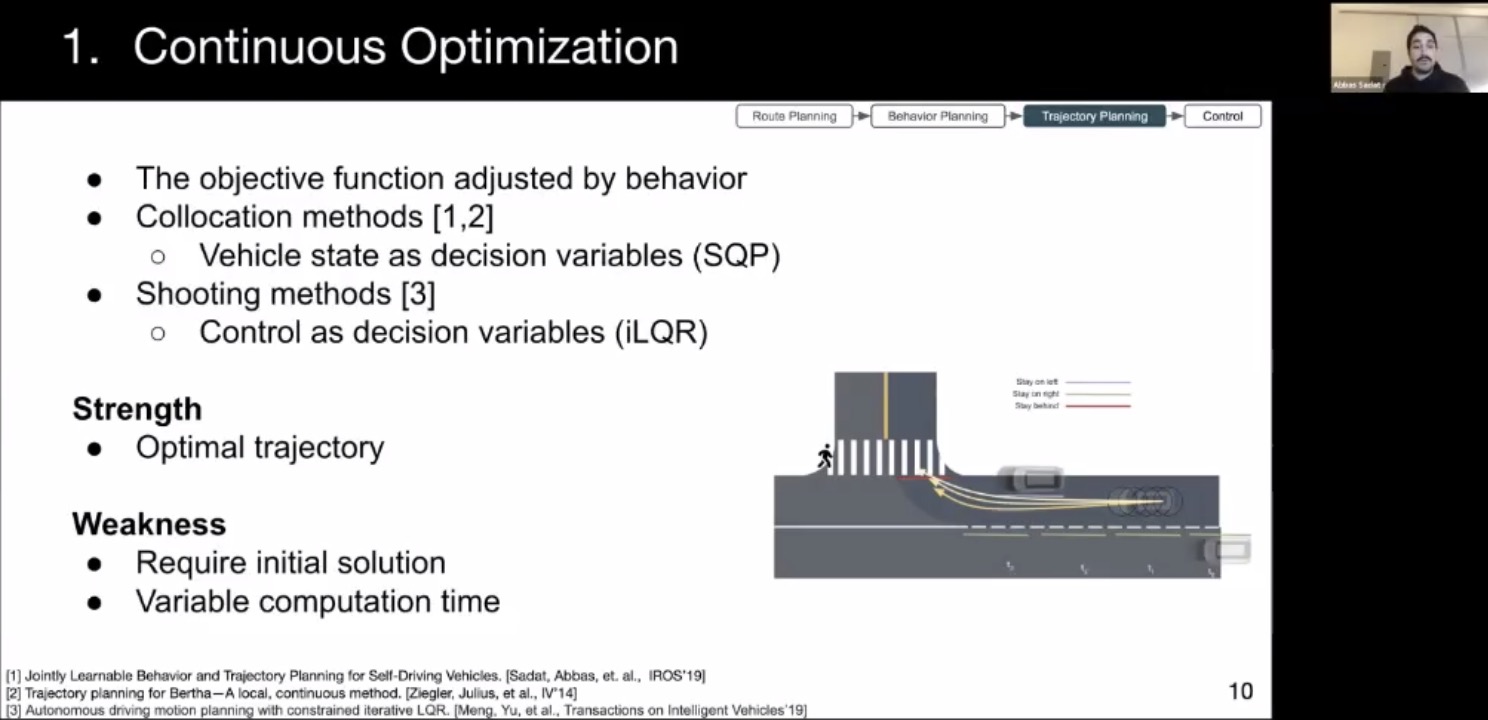 1. Continuous Optimization
Abbas Sadat
Route Planning
Behavior Planning
Trajectory Planning
Control
● The objective function adjusted by behavior
● Collocation methods [1,2]
○ Vehicle state as decision variables (SQP)
● Shooting methods [3]
○ Control as decision variables (iLQR)
Strength
● Optimal trajectory
Weakness
● Require initial solution
● Variable computation time
Stay on left
Stay on right
Stay behind
[1] Jointly Learnable Behavior and Trajectory Planning for Self-Driving Vehicles. [Sadat, Abbas, et. al., IROS'19]
[2] Trajectory planning for Bertha—A local, continuous method. [Ziegler, Julius, et al., IV'14]
[3] Autonomous driving motion planning with constrained iterative LQR. [Meng, Yu, et al., Transactions on Intelligent Vehicles'19]
10